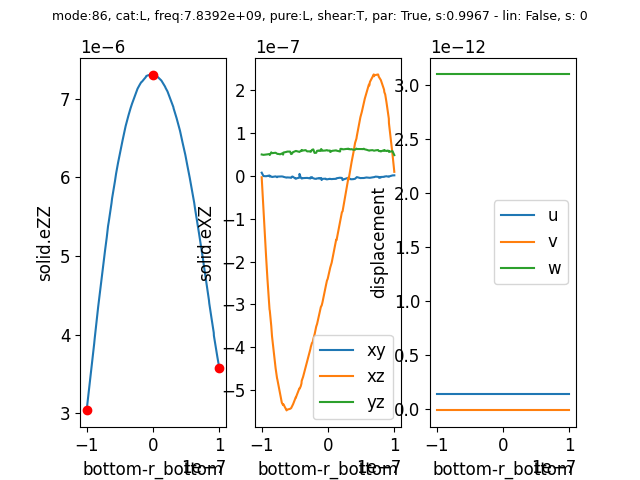 mode:86, cat:L, freq:7.8392e+09, pure:L, shear:T, par: True, s:0.9967 - lin: False, s: 0
1e−6
1e−7
1e−12
7
6
5
4
3
solid.eZZ
−1
0
1
1e−7
bottom-r_bottom
2
1
0
−1
−2
−3
−4
−5
solid.eXZ
xy
xz
yz
−1
0
1
1e−7
bottom-r_bottom
3.0
2.5
2.0
1.5
1.0
0.5
0.0
displacement
u
v
w
−1
0
1
1e−7
bottom-r_bottom